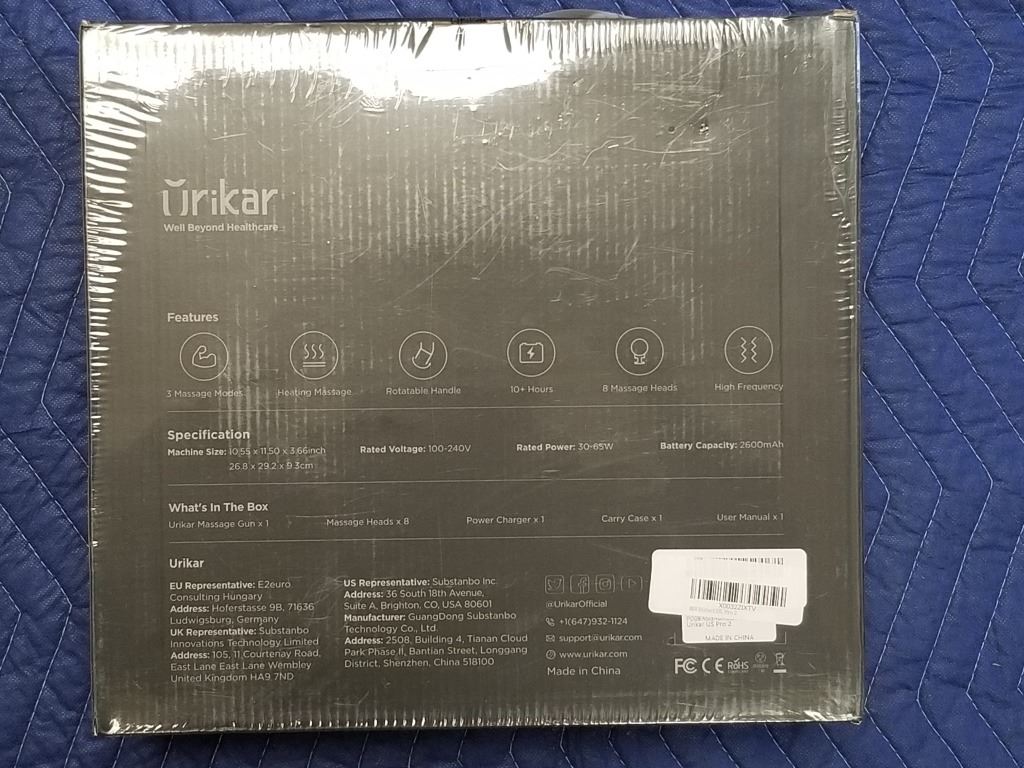 Urikar
Well Beyond Healthcare
Features
3 Massage Modes
Heating Massage
Rotatable Handle
10+ Hours
8 Massage Heads
High Frequency
Specification
Machine Size: 10.55 x 11.50 x 3.66inch
26.8 x 29.2 x 9.3cm
Rated Voltage: 100-240V
Rated Power: 30-65W
Battery Capacity: 2600mAh
What's In The Box
Urikar Massage Gun x 1
Massage Heads x 8
Power Charger x 1
Carry Case x 1
User Manual x 1
Urikar
EU Representative: E2euro
Consulting Hungary
Address: Hoferstasse 9B, 71636
Ludwigsburg, Germany
UK Representative: Substanbo
Innovations Technology Limited
Address: 105, 11 Courtenay Road,
East Lane East Lane Wembley
United Kingdom HA9 7ND
US Representative: Substanbo Inc.
Address: 36 South 18th Avenue,
Suite A, Brighton, CO, USA 80601
Manufacturer: GuangDong Substanbo
Technology Co., Ltd
Address: 2508, Building 4, Tianan Cloud
Park Phase II, Bantian Street, Longgang
District, Shenzhen, China 518100
@UrikarOfficial
+1(647)932-1124
support@urikar.com
www.urikar.com
Made in China
Urikar US Pro 2
MADE IN CHINA
FC CE RoHS